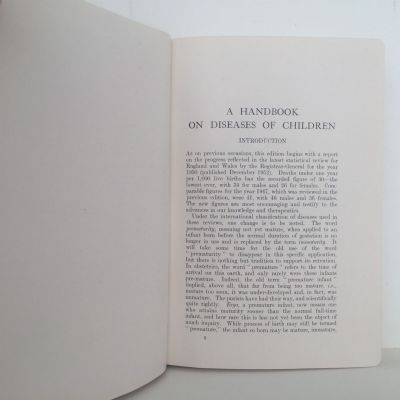 A HANDBOOK
ON DISEASES OF CHILDREN
INTRODUCTION
As on previous occasions, this edition begins with a report
on the progress reflected in the latest statistical review for
England and Wales by the Registrar-General for the year
1950 (published December 1952). Deaths under one year
per 1,000 live births has the recorded figure of 30—the
lowest ever, with 34 for males and 26 for females. Com-
parable figures for the year 1947, which was reviewed in the
previous edition, were 41, with 46 males and 36 females.
The new figures are most encouraging and testify to the
advances in our knowledge and therapeutics.
Under the international classification of diseases used in
these reviews, one change is to be noted. The word
prematurity, meaning not yet mature, when applied to an
infant born before the normal duration of gestation is no
longer in use and is replaced by the term immaturity. It
will take some time for the old use of the word
"prematurity" to disappear in this specific application,
but there is nothing but tradition to support its retention.
In obstetrics, the word "premature" refers to the time of
arrival on this earth, and only rarely were these infants
pre-mature. Indeed, the old term "premature infant"
implied, above all, that far from being too mature, i.e.,
mature too soon, it was under-developed and, in fact, was
immature. The purists have had their way, and scientifically
quite rightly. Ergo, a premature infant, now means one
who attains maturity sooner than the normal full-time
infant, and how rare this is has not yet been the object of
much inquiry. While process of birth may still be termed
"premature," the infant so born may be mature, immature,